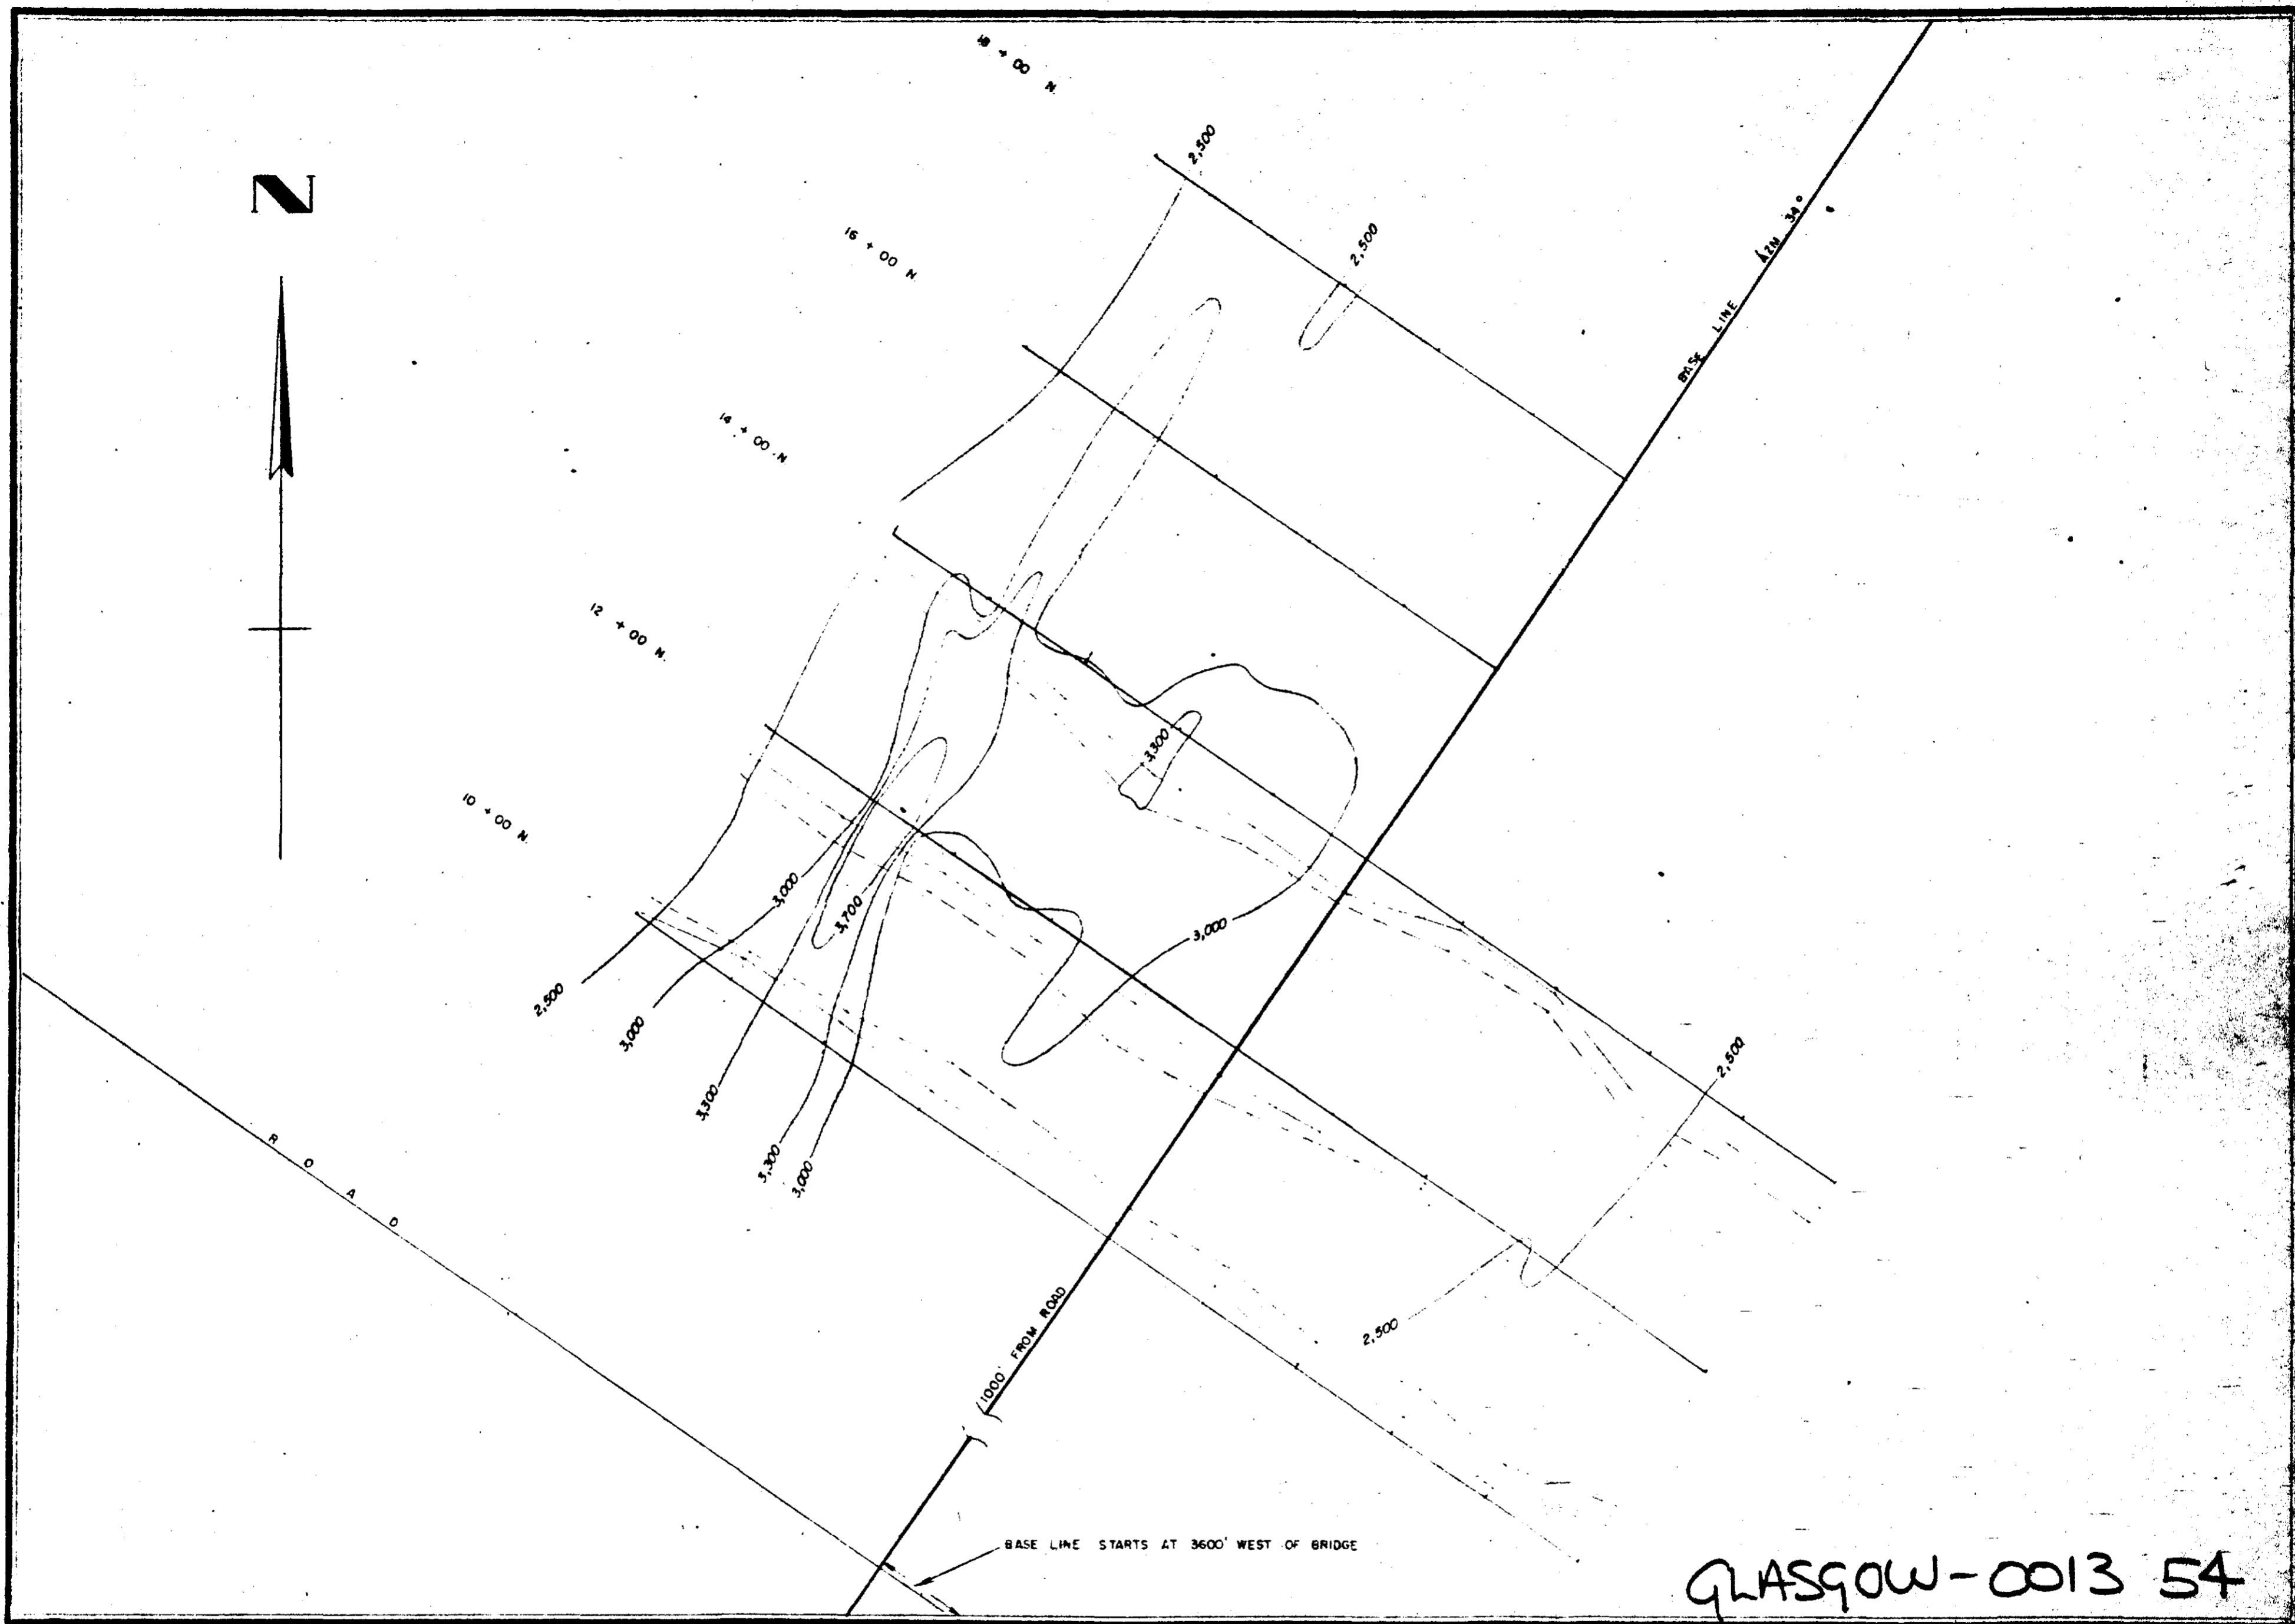 18 + 00 N
2,500
N
16 + 00 N
2,500
AZM 34°
BASE LINE
14 + 00 N
12 + 00 N
3,300
10 + 00 N
3,000
3,700
3,000
2,500
3,000
2,500
3,300
3,300
3,000
ROAD
2,500
1000' FROM ROAD
BASE LINE STARTS AT 3600' WEST OF BRIDGE
GLASGOW-0013 54